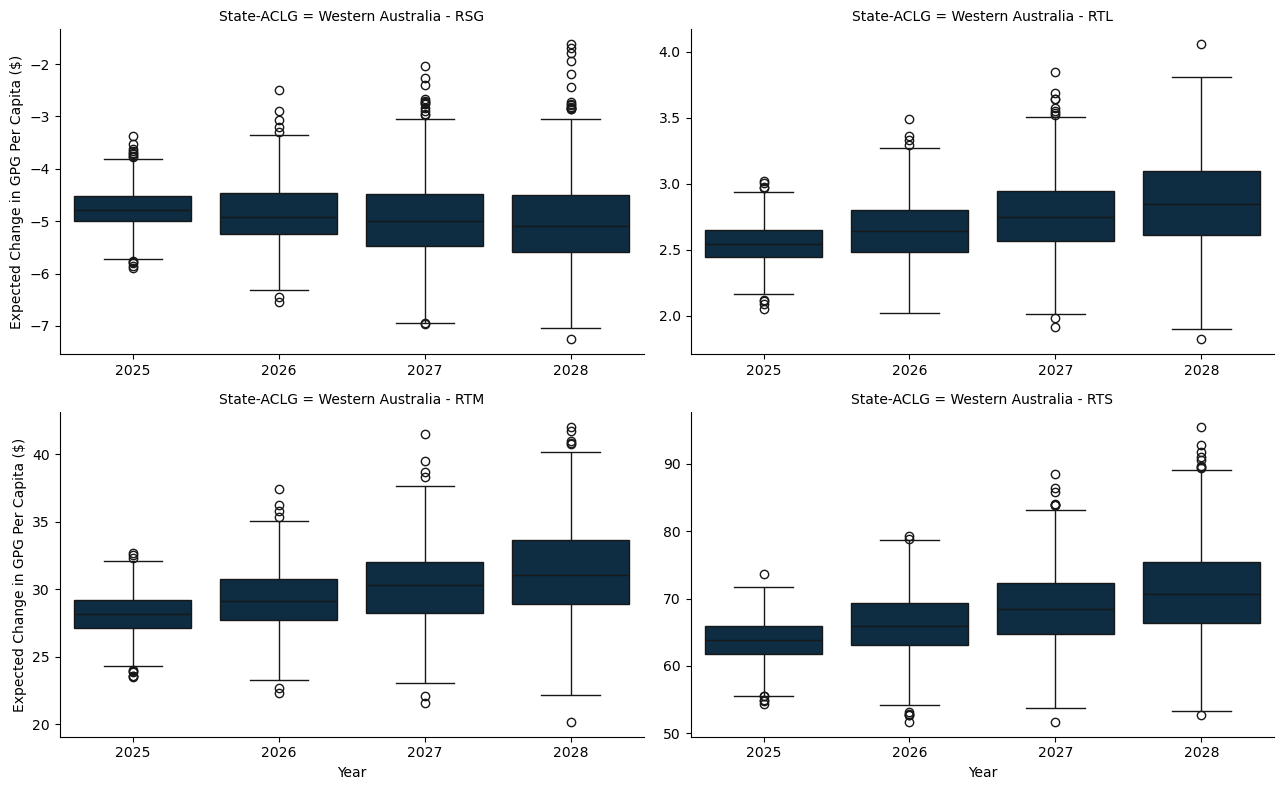 State-ACLG = Western Australia - RSG
Expected Change in GPG Per Capita ($)
−2
−3
−4
−5
−6
−7
2025 2026 2027 2028
State-ACLG = Western Australia - RTL
4.0
3.5
3.0
2.5
2.0
2025 2026 2027 2028
State-ACLG = Western Australia - RTM
Expected Change in GPG Per Capita ($)
40
35
30
25
20
2025 2026 2027 2028
Year
State-ACLG = Western Australia - RTS
90
80
70
60
50
2025 2026 2027 2028
Year